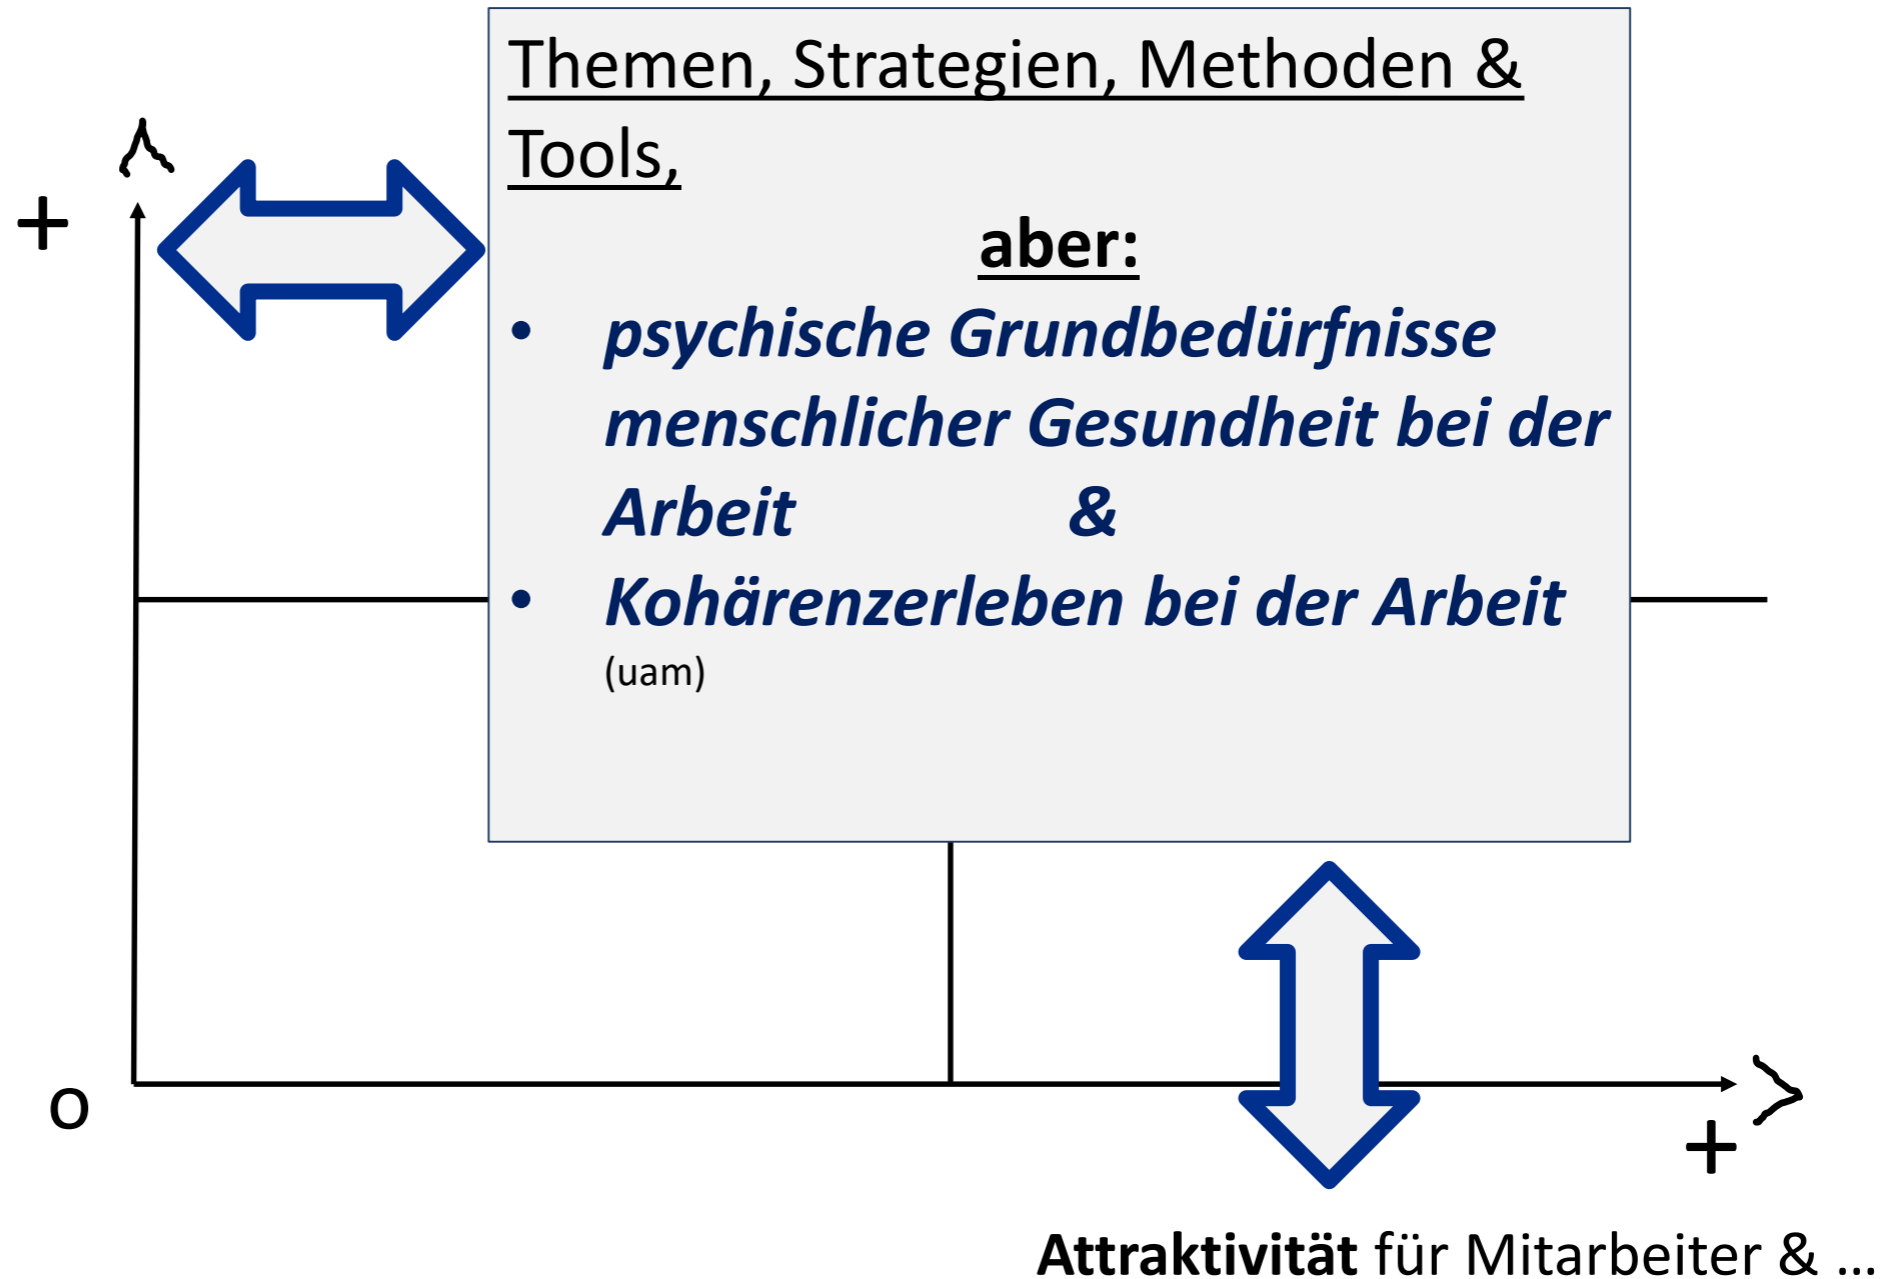 Themen, Strategien, Methoden &
Tools,
+
aber:
• psychische Grundbedürfnisse
menschlicher Gesundheit bei der
Arbeit &
• Kohärenzerleben bei der Arbeit
(uam)
O
+
Attraktivität für Mitarbeiter & ...